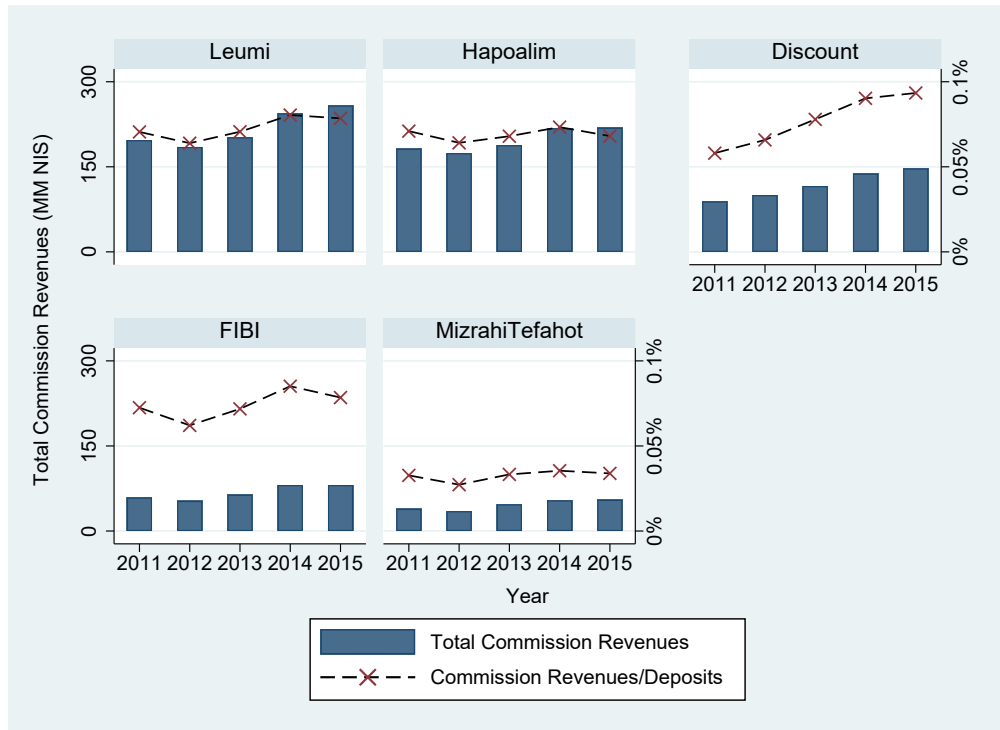 Leumi
Hapoalim
Discount
300
150
0
0.1%
0.05%
0%
2011 2012 2013 2014 2015
FIBI
MizrahiTefahot
300
150
0
0.1%
0.05%
0%
2011 2012 2013 2014 2015
2011 2012 2013 2014 2015
Total Commission Revenues (MM NIS)
Year
Total Commission Revenues
Commission Revenues/Deposits